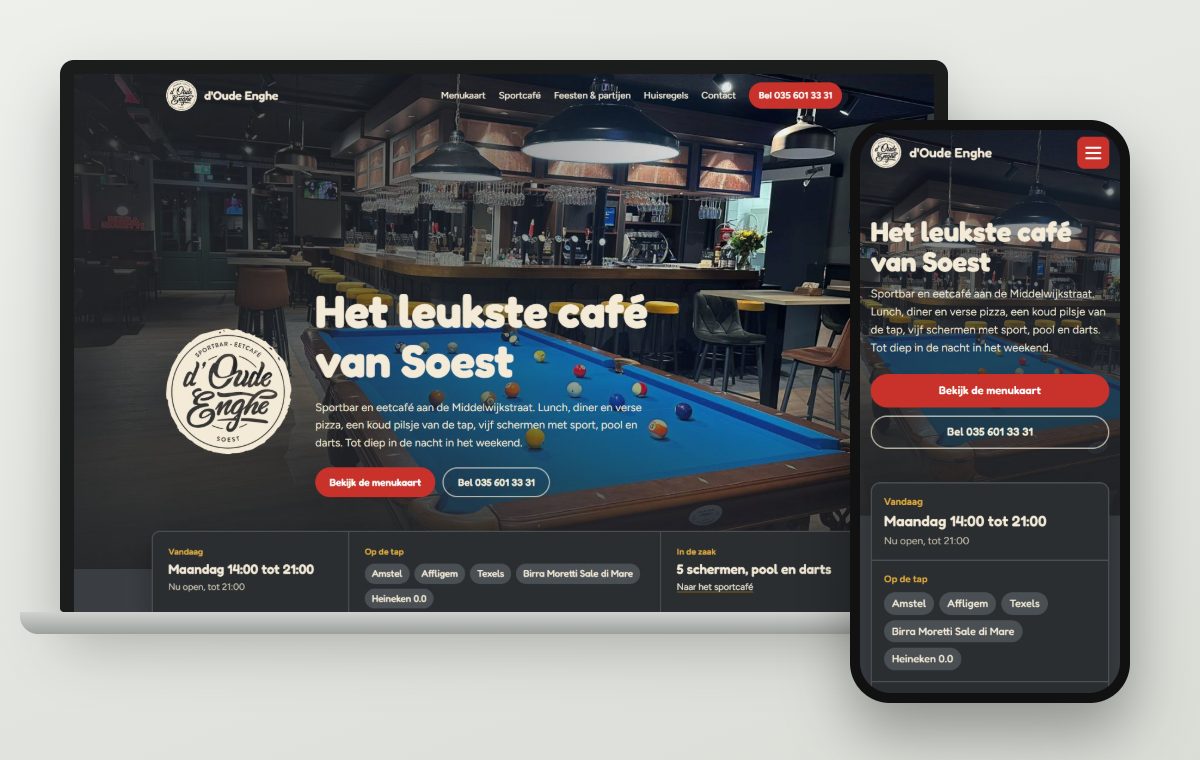 d'Oude Enghe
d'Oude Enghe
Menukaart Sportcafé Feesten & partijen Huisregels Contact Bel 035 601 33 31
SPORTBAR • EETCAFÉ
d'Oude
Enghe
SOEST
Het leukste café
van Soest
Sportbar en eetcafé aan de Middelwijkstraat. Lunch, diner en verse
pizza, een koud pilsje van de tap, vijf schermen met sport, pool en
darts. Tot diep in de nacht in het weekend.
Bekijk de menukaart Bel 035 601 33 31
Vandaag
Maandag 14:00 tot 21:00
Nu open, tot 21:00
Op de tap
Amstel Affligem Texels Birra Moretti Sale di Mare
Heineken 0.0
In de zaak
5 schermen, pool en darts
Naar het sportcafé
d'Oude Enghe
d'Oude Enghe
Het leukste café
van Soest
Sportbar en eetcafé aan de Middelwijkstraat.
Lunch, diner en verse pizza, een koud pilsje van
de tap, vijf schermen met sport, pool en darts.
Tot diep in de nacht in het weekend.
Bekijk de menukaart
Bel 035 601 33 31
Vandaag
Maandag 14:00 tot 21:00
Nu open, tot 21:00
Op de tap
Amstel Affligem Texels
Birra Moretti Sale di Mare
Heineken 0.0